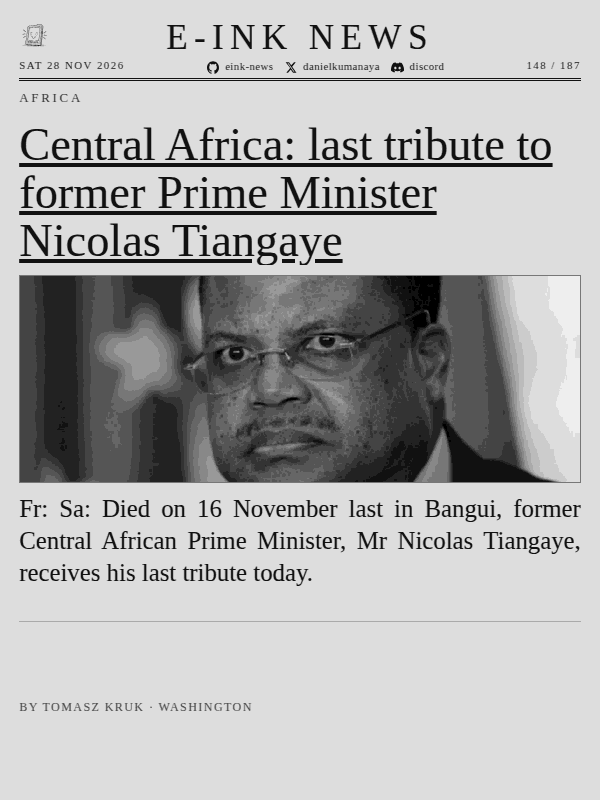 E-INK NEWS
SAT 28 NOV 2026
eink-news danielkumanaya discord
148 / 187
AFRICA
Central Africa: last tribute to
former Prime Minister
Nicolas Tiangaye
Fr: Sa: Died on 16 November last in Bangui, former
Central African Prime Minister, Mr Nicolas Tiangaye,
receives his last tribute today.
BY TOMASZ KRUK · WASHINGTON